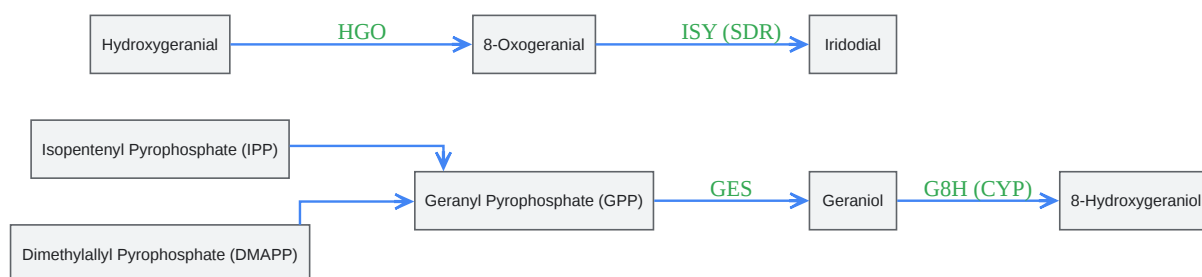 Hydroxygeranial
HGO
8-Oxogeranial
ISY (SDR)
Iridodial
Isopentenyl Pyrophosphate (IPP)
Geranyl Pyrophosphate (GPP)
GES
Geraniol
G8H (CYP)
8-Hydroxygeraniol
Dimethylallyl Pyrophosphate (DMAPP)